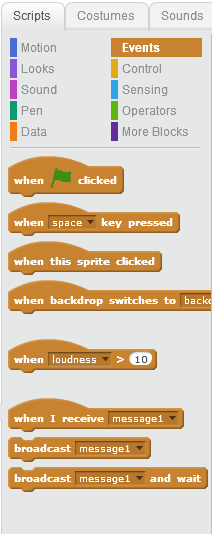 Scripts Costumes Sounds
Motion Events
Looks Control
Sound Sensing
Pen Operators
Data More Blocks
when clicked
when space key pressed
when this sprite clicked
when backdrop switches to
when loudness > 10
when I receive message1
broadcast message1
broadcast message1 and wait